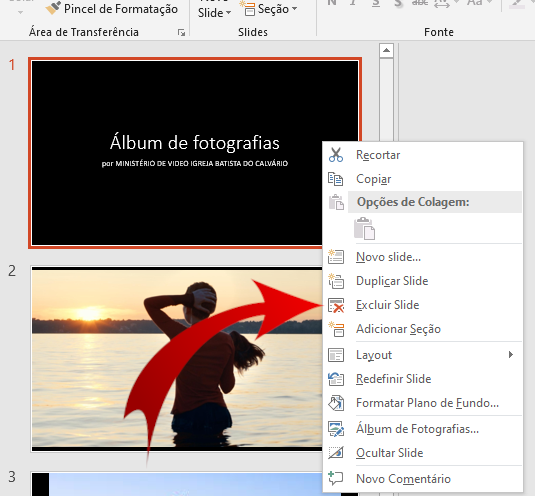 Pincel de Formatação
Slide
Seção
Área de Transferência
Slides
N
I
S
S
abc
AV
Aa
Fonte
1
Álbum de fotografias
por MINISTÉRIO DE VIDEO IGREJA BATISTA DO CALVÁRIO
2
3
Recortar
Copiar
Opções de Colagem:
Novo slide...
Duplicar Slide
Excluir Slide
Adicionar Seção
Layout
Redefinir Slide
Formatar Plano de Fundo...
Álbum de Fotografias...
Ocultar Slide
Novo Comentário